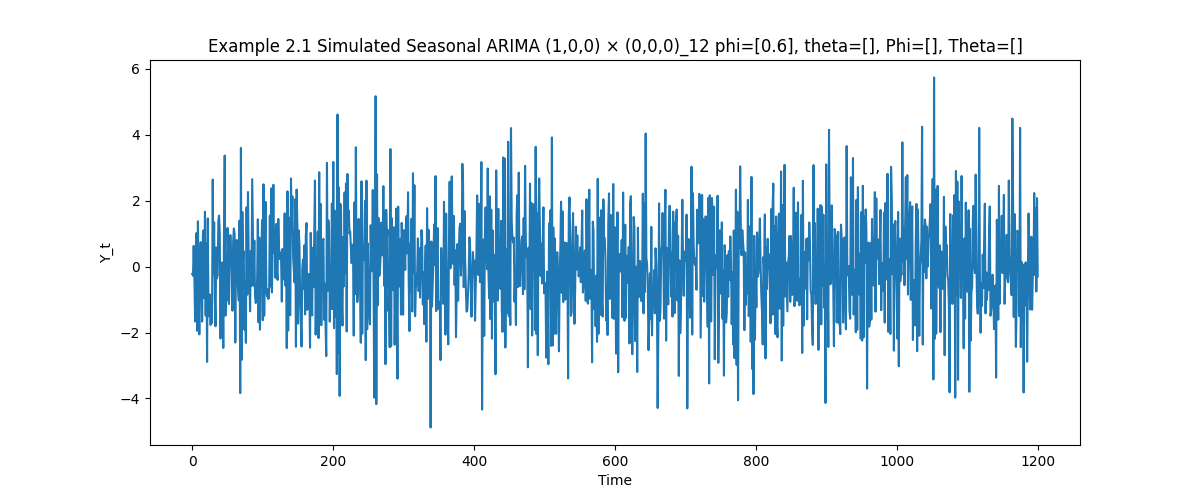 Example 2.1 Simulated Seasonal ARIMA (1,0,0) × (0,0,0)_12 phi=[0.6], theta=[], Phi=[], Theta=[]
6
4
2
0
−2
−4
Y_t
0 200 400 600 800 1000 1200
Time